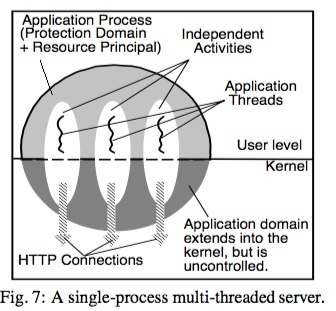 Application Process
(Protection Domain
+ Resource Principal)
Independent
Activities
Application
Threads
User level
Kernel
Application domain
extends into the
kernel, but is
uncontrolled.
HTTP Connections
Fig. 7: A single-process multi-threaded server.